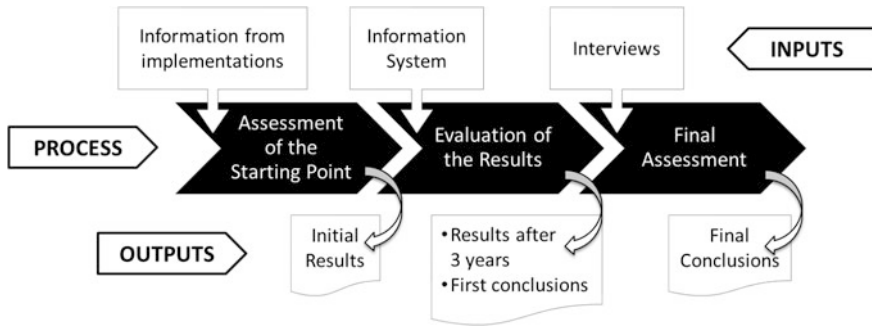 Information from
implementations
Information
System
Interviews
INPUTS
PROCESS
Assessment
of the
Starting Point
Evaluation of
the Results
Final
Assessment
OUTPUTS
Initial
Results
• Results after
3 years
• First conclusions
Final
Conclusions